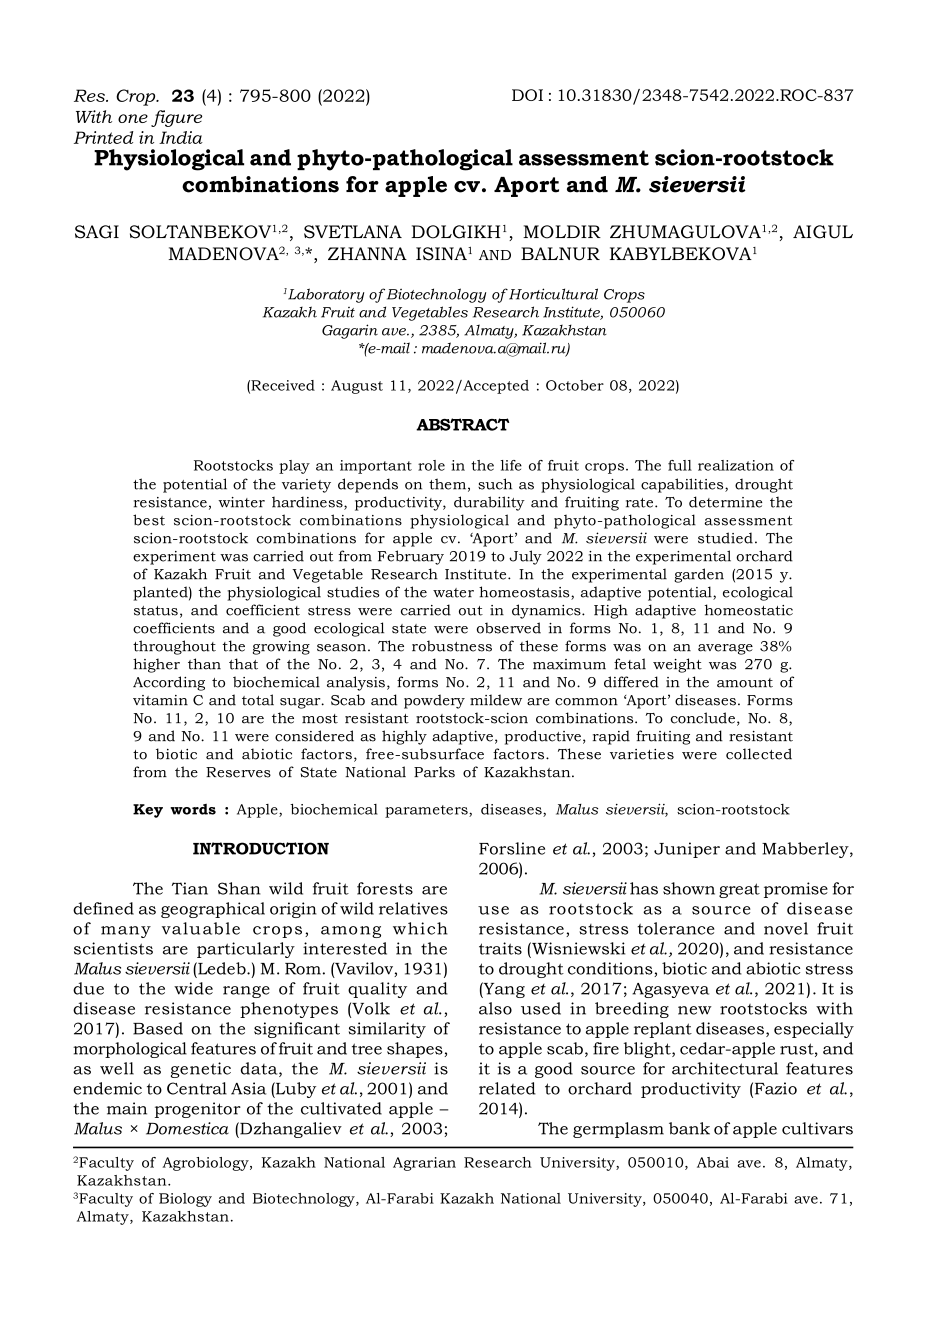 Res. Crop. 23 (4) : 795-800 (2022)
DOI : 10.31830/2348-7542.2022.ROC-837
With one figure
Printed in India
Physiological and phyto-pathological assessment scion-rootstock
combinations for apple cv. Aport and M. sieversii
SAGI SOLTANBEKOV1,2, SVETLANA DOLGIKH1, MOLDIR ZHUMAGULOVA1,2, AIGUL
MADENOVA2, 3,*, ZHANNA ISINA1 AND BALNUR KABYLBEKOVA1
1Laboratory of Biotechnology of Horticultural Crops
Kazakh Fruit and Vegetables Research Institute, 050060
Gagarin ave., 2385, Almaty, Kazakhstan
*(e-mail : madenova.a@mail.ru)
(Received : August 11, 2022/Accepted : October 08, 2022)
ABSTRACT
Rootstocks play an important role in the life of fruit crops. The full realization of
the potential of the variety depends on them, such as physiological capabilities, drought
resistance, winter hardiness, productivity, durability and fruiting rate. To determine the
best scion-rootstock combinations physiological and phyto-pathological assessment
scion-rootstock combinations for apple cv. ‘Aport’ and M. sieversii were studied. The
experiment was carried out from February 2019 to July 2022 in the experimental orchard
of Kazakh Fruit and Vegetable Research Institute. In the experimental garden (2015 y.
planted) the physiological studies of the water homeostasis, adaptive potential, ecological
status, and coefficient stress were carried out in dynamics. High adaptive homeostatic
coefficients and a good ecological state were observed in forms No. 1, 8, 11 and No. 9
throughout the growing season. The robustness of these forms was on an average 38%
higher than that of the No. 2, 3, 4 and No. 7. The maximum fetal weight was 270 g.
According to biochemical analysis, forms No. 2, 11 and No. 9 differed in the amount of
vitamin C and total sugar. Scab and powdery mildew are common ‘Aport’ diseases. Forms
No. 11, 2, 10 are the most resistant rootstock-scion combinations. To conclude, No. 8,
9 and No. 11 were considered as highly adaptive, productive, rapid fruiting and resistant
to biotic and abiotic factors, free-subsurface factors. These varieties were collected
from the Reserves of State National Parks of Kazakhstan.
Key words : Apple, biochemical parameters, diseases, Malus sieversii, scion-rootstock
INTRODUCTION
The Tian Shan wild fruit forests are
defined as geographical origin of wild relatives
of many valuable crops, among which
scientists are particularly interested in the
Malus sieversii (Ledeb.) M. Rom. (Vavilov, 1931)
due to the wide range of fruit quality and
disease resistance phenotypes (Volk et al.,
2017). Based on the significant similarity of
morphological features of fruit and tree shapes,
as well as genetic data, the M. sieversii is
endemic to Central Asia (Luby et al., 2001) and
the main progenitor of the cultivated apple –
Malus × Domestica (Dzhangaliev et al., 2003;
Forsline et al., 2003; Juniper and Mabberley,
2006).
M. sieversii has shown great promise for
use as rootstock as a source of disease
resistance, stress tolerance and novel fruit
traits (Wisniewski et al., 2020), and resistance
to drought conditions, biotic and abiotic stress
(Yang et al., 2017; Agasyeva et al., 2021). It is
also used in breeding new rootstocks with
resistance to apple replant diseases, especially
to apple scab, fire blight, cedar-apple rust, and
it is a good source for architectural features
related to orchard productivity (Fazio et al.,
2014).
The germplasm bank of apple cultivars
2Faculty of Agrobiology, Kazakh National Agrarian Research University, 050010, Abai ave. 8, Almaty,
Kazakhstan.
3Faculty of Biology and Biotechnology, Al-Farabi Kazakh National University, 050040, Al-Farabi ave. 71,
Almaty, Kazakhstan.